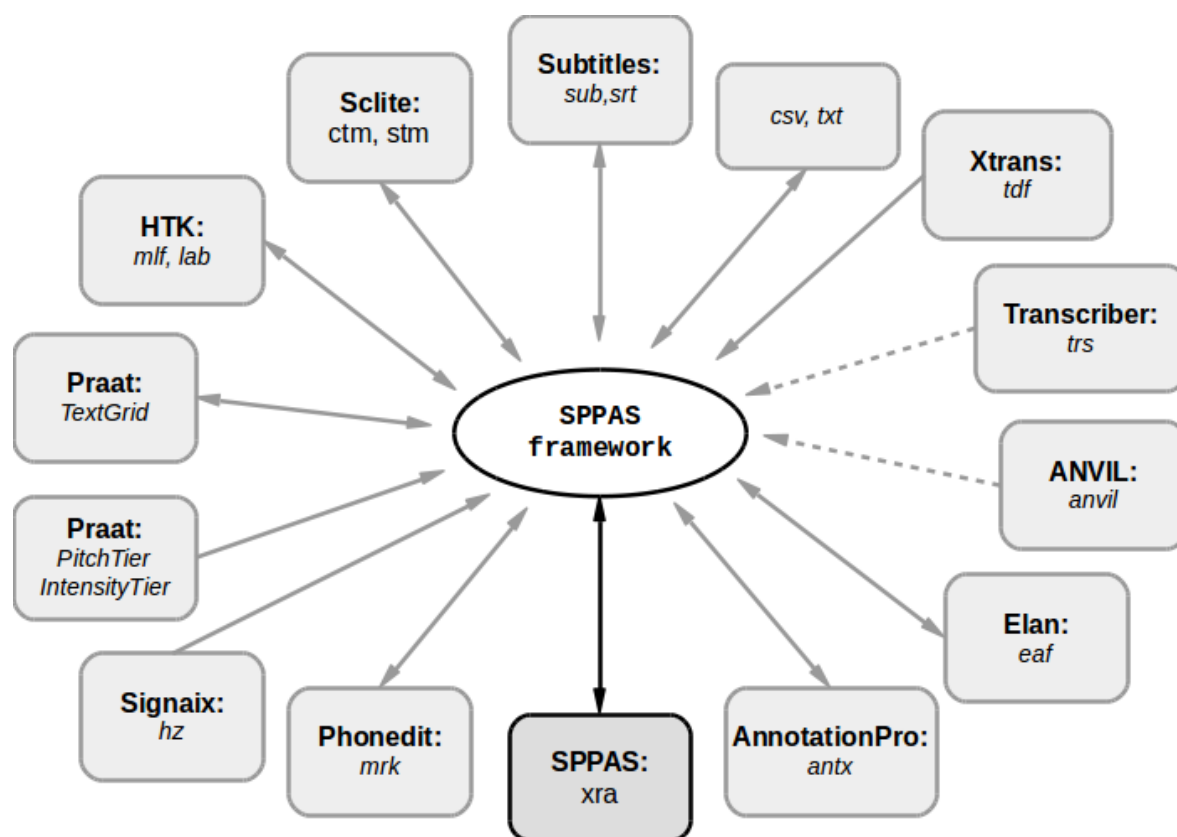 Subtitles:
sub,srt
Sclite:
ctm, stm
csv, txt
Xtrans:
tdf
HTK:
mlf, lab
Transcriber:
trs
Praat:
TextGrid
SPPAS
framework
ANVIL:
anvil
Praat:
PitchTier
IntensityTier
Elan:
eaf
Signaix:
hz
Phonedit:
mrk
SPPAS:
xra
AnnotationPro:
antx